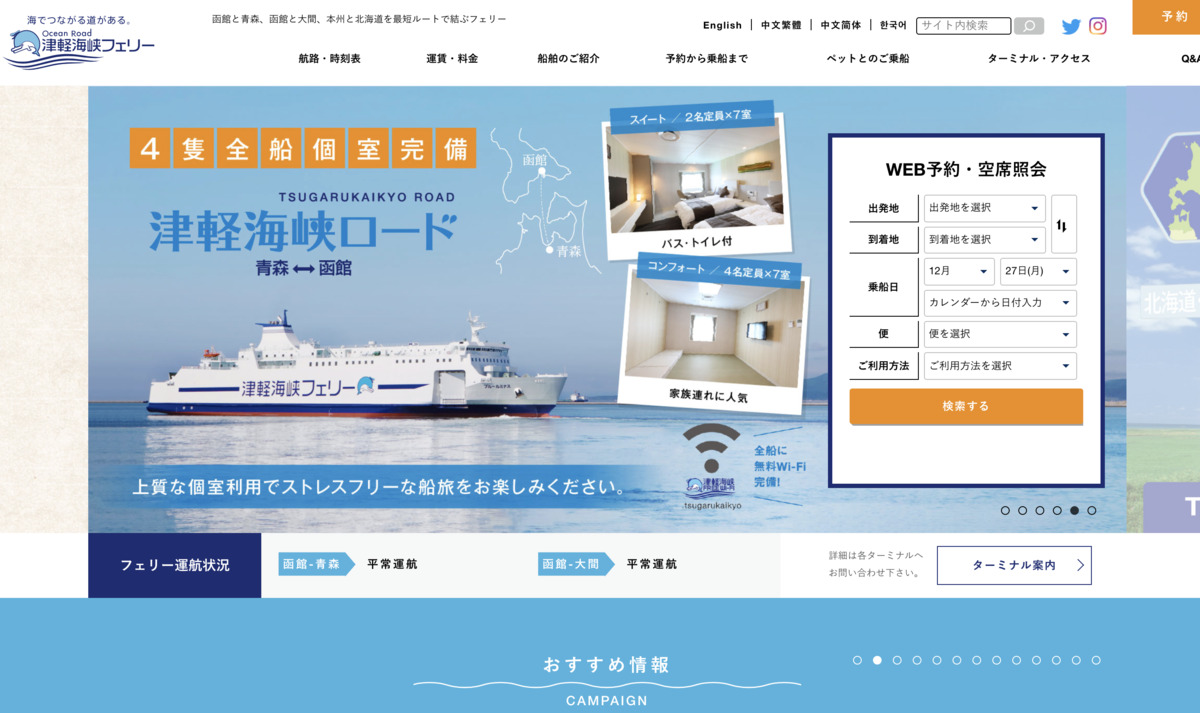 海でつながる道がある。
Ocean Road
津軽海峡フェリー
函館と青森、函館と大間、本州と北海道を最短ルートで結ぶフェリー
English
中文繁體
中文简体
한국어
サイト内検索
予約
航路・時刻表
運賃・料金
船舶のご紹介
予約から乗船まで
ペットとのご乗船
ターミナル・アクセス
Q&A
4隻全船個室完備
TSUGARUKAIKYO ROAD
津軽海峡ロード
青森⟷函館
函館
青森
スイート / 2名定員×7室
バス・トイレ付
コンフォート / 4名定員×7室
家族連れに人気
津軽海峡フェリー
上質な個室利用でストレスフリーな船旅をお楽しみください。
津軽海峡
tsugarukaikyo
全船に
無料Wi-Fi
完備!
WEB予約・空席照会
出発地
出発地を選択
到着地
到着地を選択
乗船日
12月
27日(月)
カレンダーから日付入力
便
便を選択
ご利用方法
ご利用方法を選択
検索する
北海道
T
フェリー運航状況
函館-青森
平常運航
函館-大間
平常運航
詳細は各ターミナルへ
お問い合わせ下さい。
ターミナル案内
おすすめ情報
CAMPAIGN